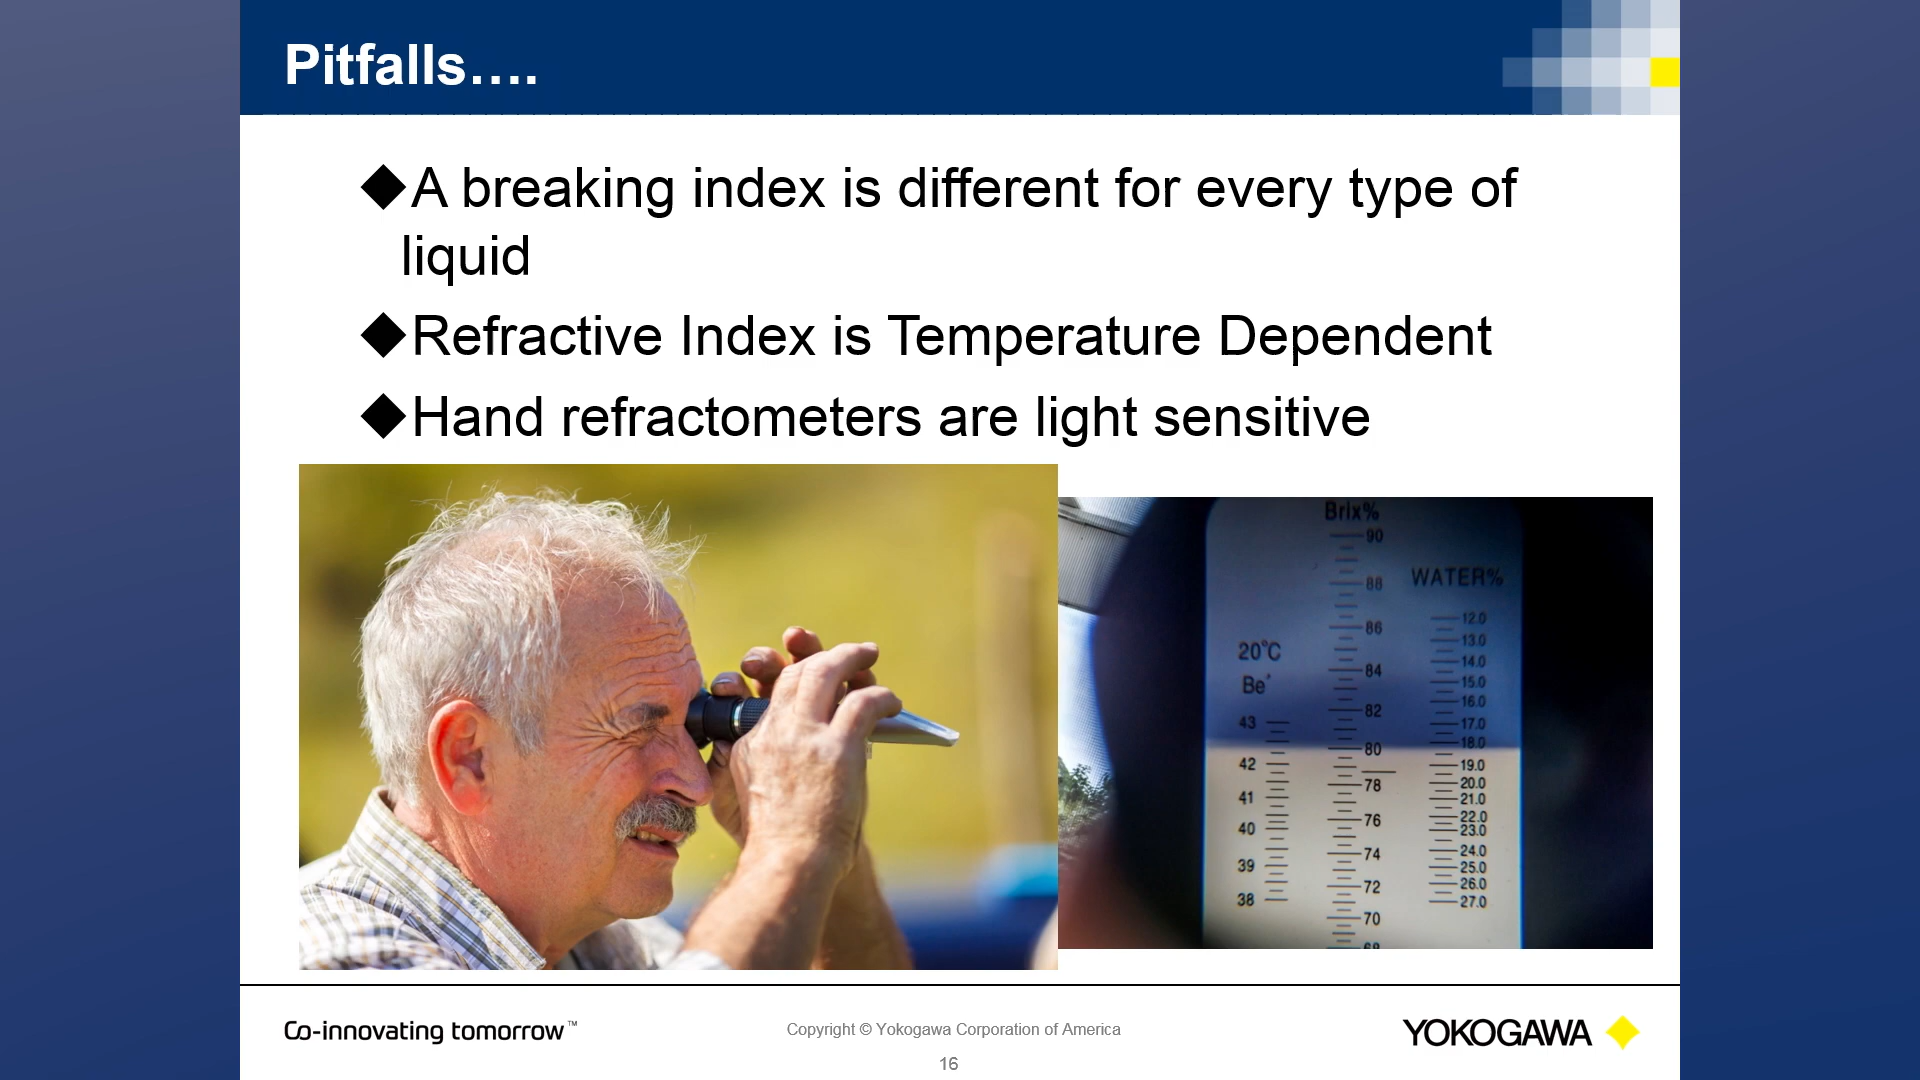 Pitfalls….
◆A breaking index is different for every type of
liquid
◆Refractive Index is Temperature Dependent
◆Hand refractometers are light sensitive
Brix%
90
88
86
84
82
80
78
76
74
72
70
WATER%
12.0
13.0
14.0
15.0
16.0
17.0
18.0
19.0
20.0
21.0
22.0
23.0
24.0
25.0
26.0
27.0
20°C
Be'
43
42
41
40
39
38
Co-innovating tomorrow™
Copyright © Yokogawa Corporation of America
YOKOGAWA
16